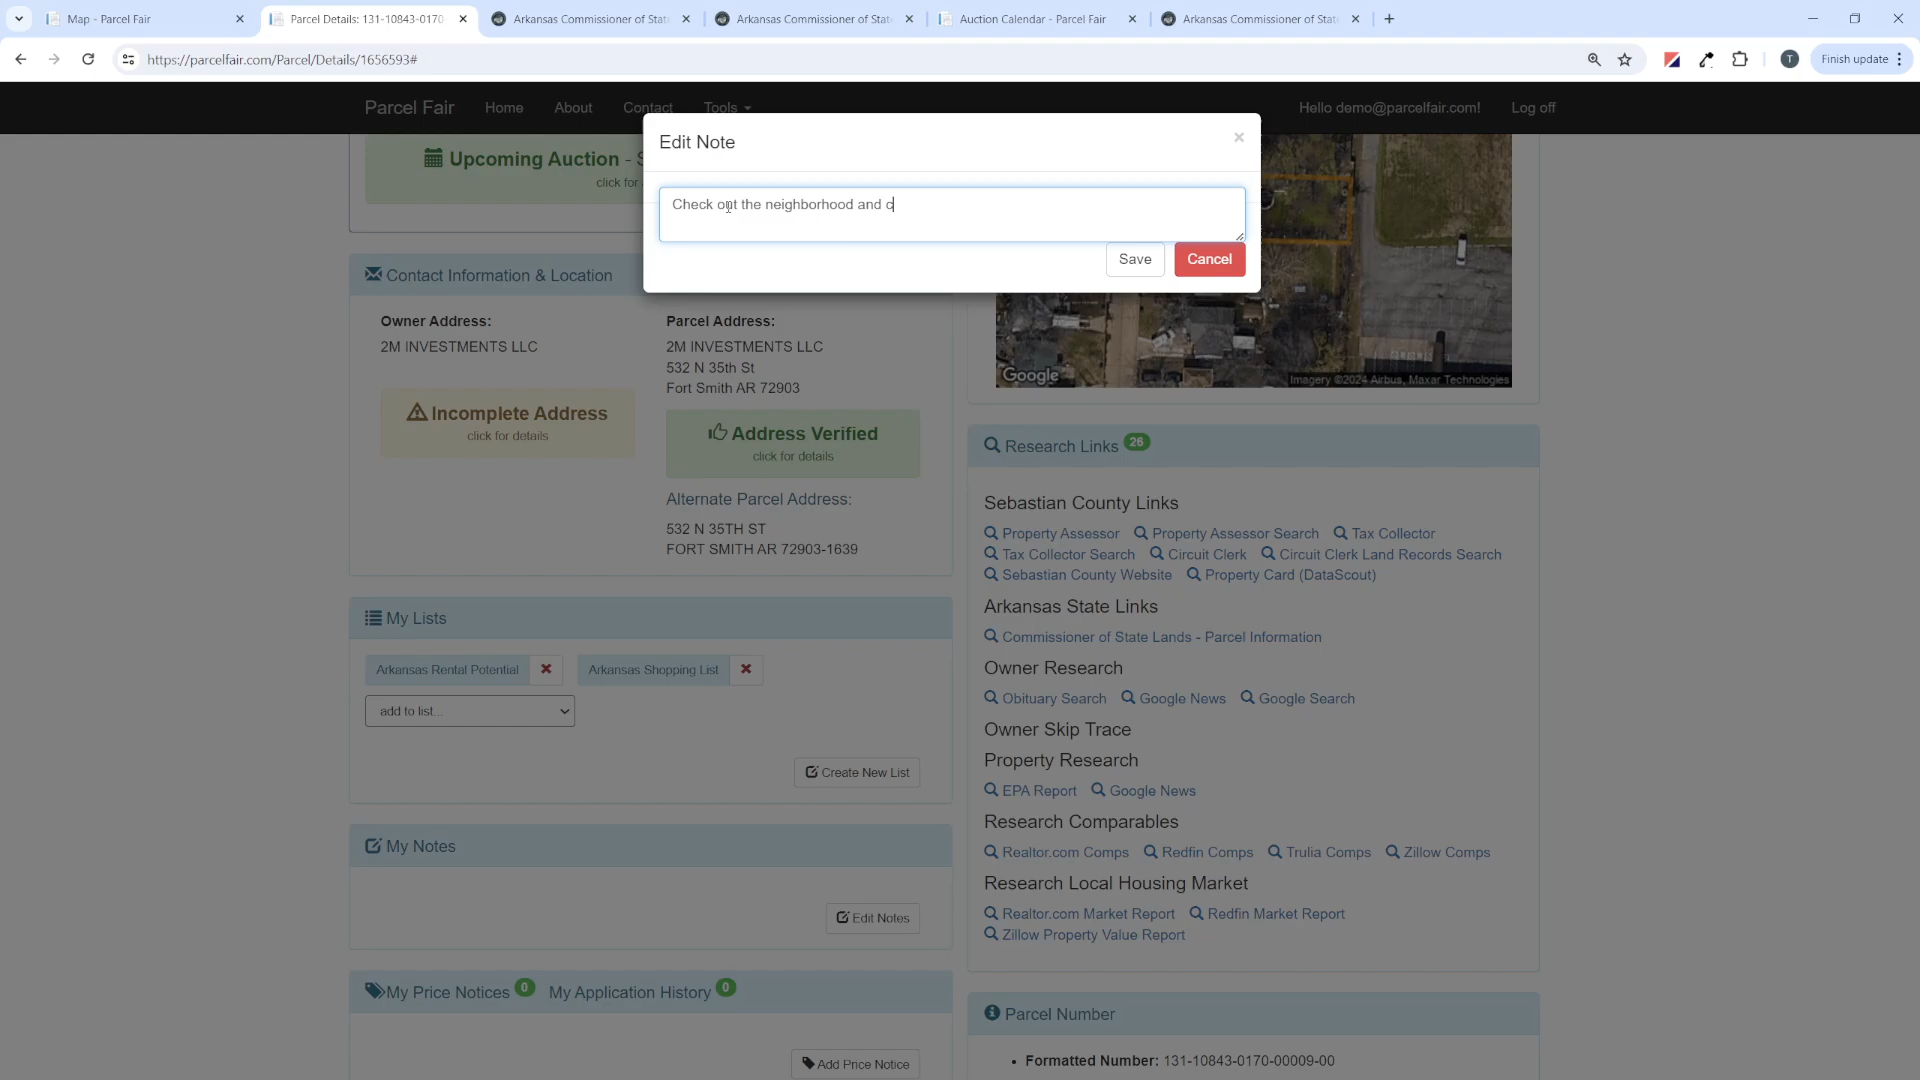 Map - Parcel Fair
Parcel Details: 131-10843-0170
Arkansas Commissioner of Stat
Arkansas Commissioner of Stat
Auction Calendar - Parcel Fair
Arkansas Commissioner of Stat
https://parcelfair.com/Parcel/Details/1656593#
T
Finish update
Parcel Fair
Home
About
Contact
Tools
Hello demo@parcelfair.com!
Log off
Edit Note
×
Check out the neighborhood and c
Save
Cancel
Upcoming Auction - S
click for
Contact Information & Location
Owner Address:
2M INVESTMENTS LLC
Incomplete Address
click for details
Parcel Address:
2M INVESTMENTS LLC
532 N 35th St
Fort Smith AR 72903
Address Verified
click for details
Alternate Parcel Address:
532 N 35TH ST
FORT SMITH AR 72903-1639
My Lists
Arkansas Rental Potential
Arkansas Shopping List
add to list...
Create New List
My Notes
Edit Notes
My Price Notices 0 My Application History 0
Add Price Notice
Google
Imagery ©2024 Airbus, Maxar Technologies
Research Links 26
Sebastian County Links
Property Assessor Property Assessor Search Tax Collector
Tax Collector Search Circuit Clerk Circuit Clerk Land Records Search
Sebastian County Website Property Card (DataScout)
Arkansas State Links
Commissioner of State Lands - Parcel Information
Owner Research
Obituary Search Google News Google Search
Owner Skip Trace
Property Research
EPA Report Google News
Research Comparables
Realtor.com Comps Redfin Comps Trulia Comps Zillow Comps
Research Local Housing Market
Realtor.com Market Report Redfin Market Report
Zillow Property Value Report
Parcel Number
• Formatted Number: 131-10843-0170-00009-00